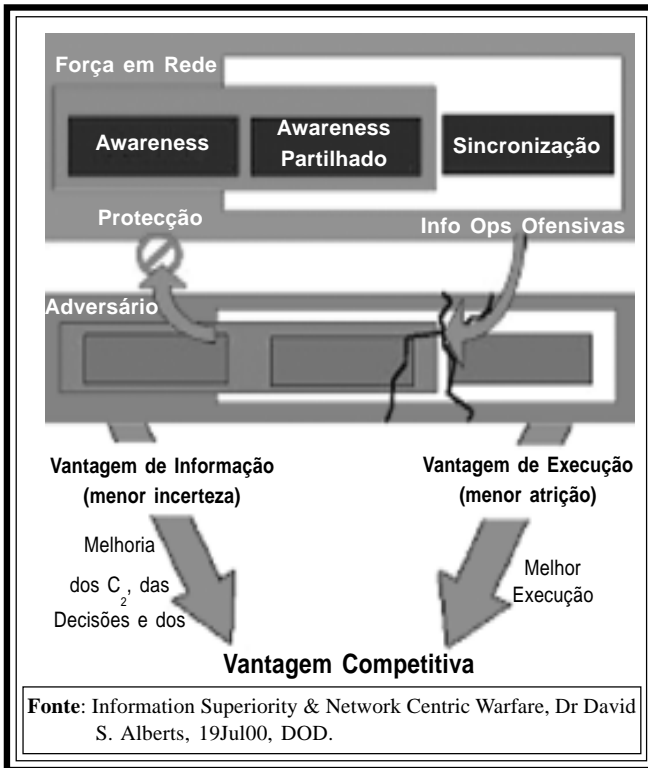 Força em Rede
Awareness
Awareness
Partilhado
Sincronização
Protecção
Info Ops Ofensivas
Adversário
Vantagem de Informação
(menor incerteza)
Vantagem de Execução
(menor atrição)
Melhoria
dos C2, das
Decisões e dos
Melhor
Execução
Vantagem Competitiva
Fonte: Information Superiority & Network Centric Warfare, Dr David
S. Alberts, 19Jul00, DOD.